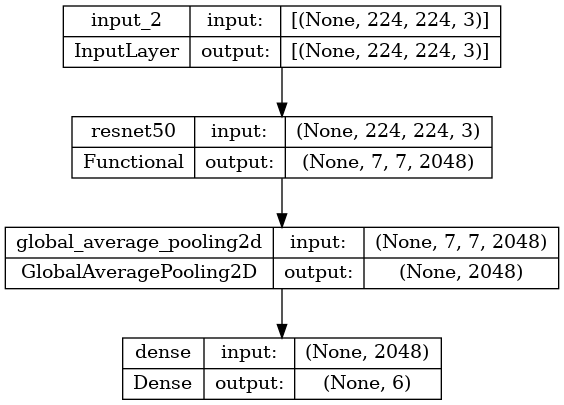 input_2 input: [(None, 224, 224, 3)]
InputLayer output: [(None, 224, 224, 3)]
resnet50 input: (None, 224, 224, 3)
Functional output: (None, 7, 7, 2048)
global_average_pooling2d input: (None, 7, 7, 2048)
GlobalAveragePooling2D output: (None, 2048)
dense input: (None, 2048)
Dense output: (None, 6)